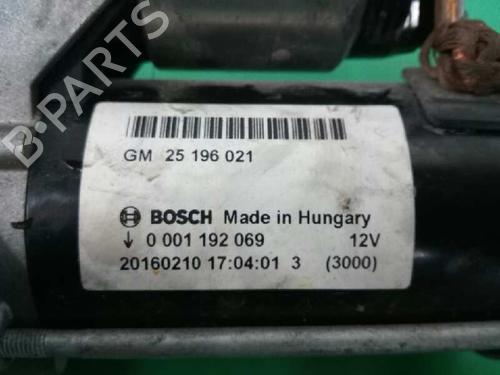 B-PARTS
GM 25 196 021
BOSCH Made in Hungary
↓ 0 001 192 069 12V
20160210 17:04:01 3 (3000)